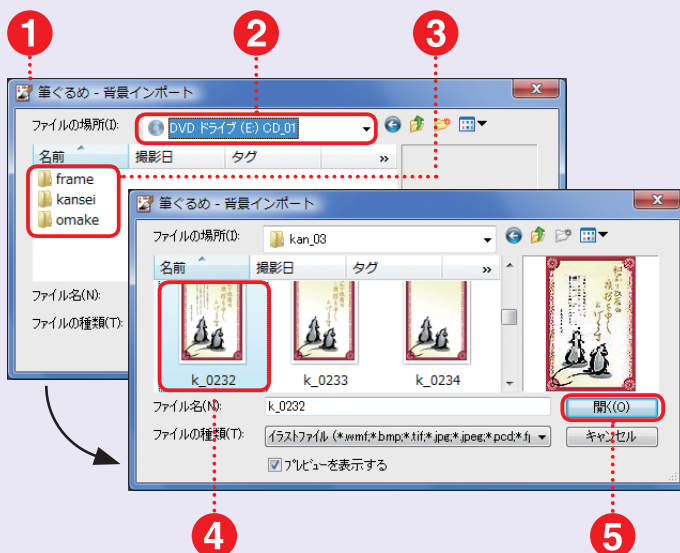 1
2
3
筆ぐるめ - 背景インポート
ファイルの場所(I):
DVD ドライブ (E:) CD_01
名前
撮影日
タグ
»
frame
kansei
omake
ファイル名(N):
ファイルの種類(T):
筆ぐるめ - 背景インポート
ファイルの場所(I):
kan_03
名前
撮影日
タグ
»
k_0232
k_0233
k_0234
ファイル名(N):
k_0232
開く(O)
ファイルの種類(T):
イラストファイル (*.wmf;*.bmp;*.tif;*.jpg;*.jpeg;*.pcd;*.fj
キャンセル
プレビューを表示する
4
5